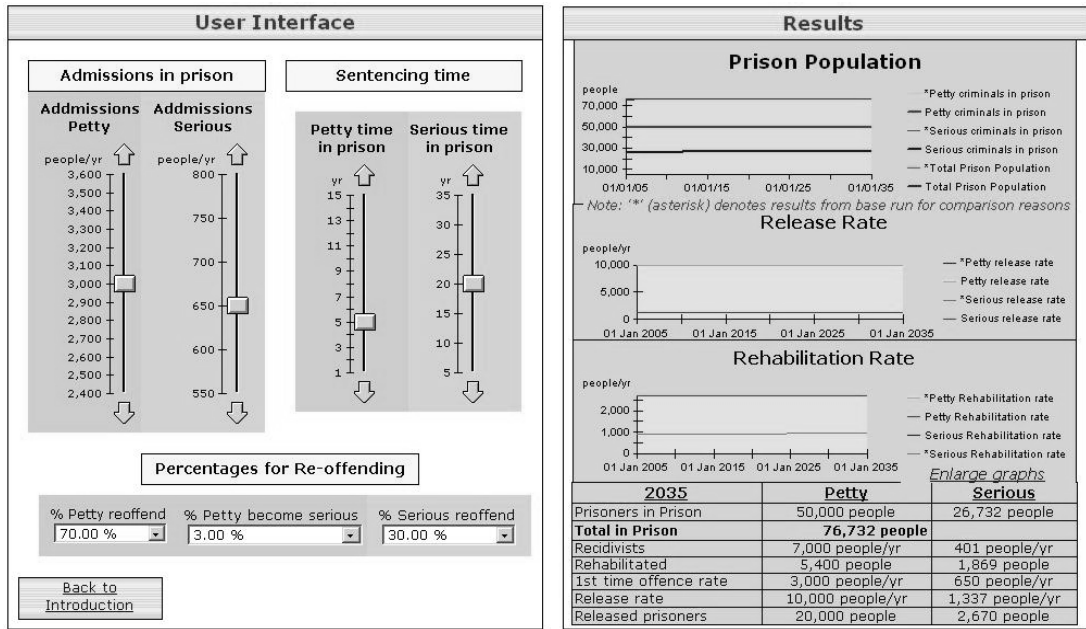 User Interface
Admissions in prison
Sentencing time
Addmissions
Petty
Addmissions
Serious
people/yr
people/yr
3,600
3,500
3,400
3,300
3,200
3,100
3,000
2,900
2,800
2,700
2,600
2,500
2,400
800
750
700
650
600
550
Petty time
in prison
Serious time
in prison
yr
yr
15
13
11
9
7
5
3
1
35
30
25
20
15
10
5
Percentages for Re-offending
% Petty reoffend
% Petty become serious
% Serious reoffend
70.00 %
3.00 %
30.00 %
Back to
Introduction
Results
Prison Population
people
70,000
50,000
30,000
10,000
01/01/05
01/01/15
01/01/25
01/01/35
*Petty criminals in prison
Petty criminals in prison
*Serious criminals in prison
Serious criminals in prison
*Total Prison Population
Total Prison Population
Note: '*' (asterisk) denotes results from base run for comparison reasons
Release Rate
people/yr
10,000
5,000
0
01 Jan 2005
01 Jan 2015
01 Jan 2025
01 Jan 2035
*Petty release rate
Petty release rate
*Serious release rate
Serious release rate
Rehabilitation Rate
people/yr
2,000
1,000
0
01 Jan 2005
01 Jan 2015
01 Jan 2025
01 Jan 2035
*Petty Rehabilitation rate
Petty Rehabilitation rate
Serious Rehabilitation rate
*Serious Rehabilitation rate
Enlarge graphs
2035 Petty Serious
Prisoners in Prison 50,000 people 26,732 people
Total in Prison 76,732 people
Recidivists 7,000 people/yr 401 people/yr
Rehabilitated 5,400 people 1,869 people
1st time offence rate 3,000 people/yr 650 people/yr
Release rate 10,000 people/yr 1,337 people/yr
Released prisoners 20,000 people 2,670 people